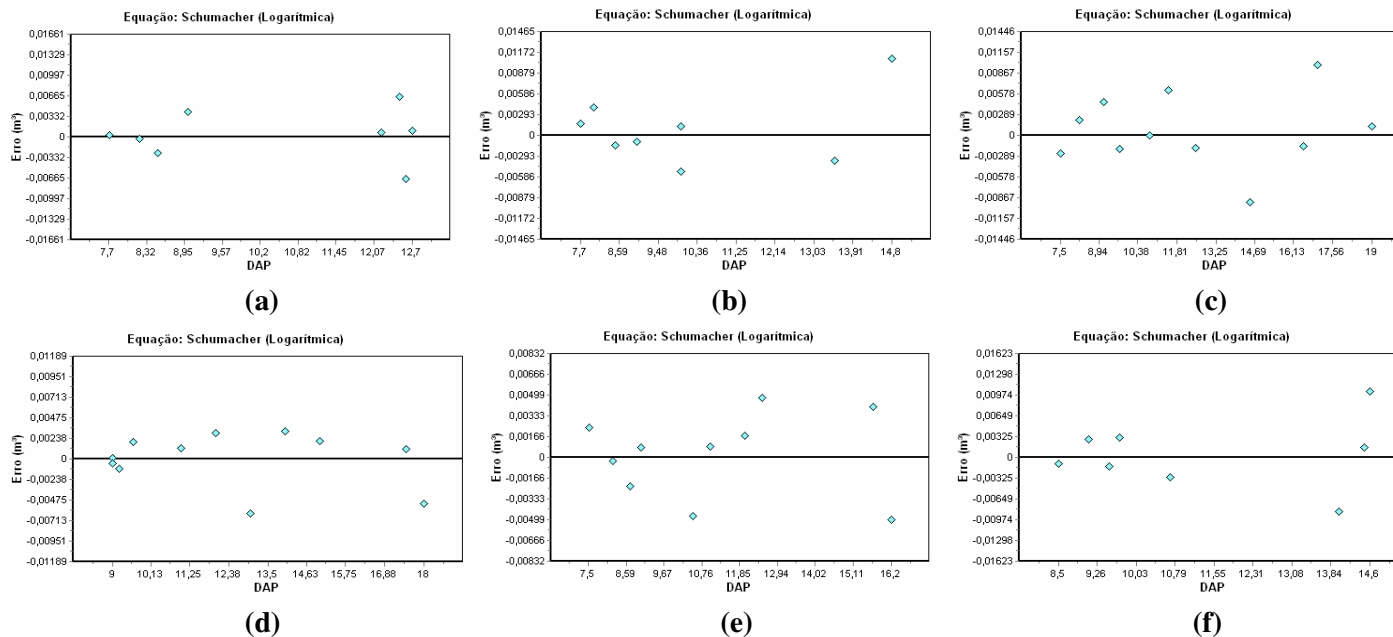 Equação: Schumacher (Logarítmica)
0,01661
0,01329
0,00997
0,00665
0,00332
0
-0,00332
-0,00665
-0,00997
-0,01329
-0,01661
Erro (m³)
7,7 8,32 8,95 9,57 10,2 10,82 11,45 12,07 12,7
DAP
(a)
Equação: Schumacher (Logarítmica)
0,01465
0,01172
0,00879
0,00586
0,00293
0
-0,00293
-0,00586
-0,00879
-0,01172
-0,01465
Erro (m³)
7,7 8,59 9,48 10,36 11,25 12,14 13,03 13,91 14,8
DAP
(b)
Equação: Schumacher (Logarítmica)
0,01446
0,01157
0,00867
0,00578
0,00289
0
-0,00289
-0,00578
-0,00867
-0,01157
-0,01446
Erro (m³)
7,5 8,94 10,38 11,81 13,25 14,69 16,13 17,56 19
DAP
(c)
Equação: Schumacher (Logarítmica)
0,01189
0,00951
0,00713
0,00475
0,00238
0
-0,00238
-0,00475
-0,00713
-0,00951
-0,01189
Erro (m³)
9 10,13 11,25 12,38 13,5 14,63 15,75 16,88 18
DAP
(d)
Equação: Schumacher (Logarítmica)
0,00832
0,00666
0,00499
0,00333
0,00166
0
-0,00166
-0,00333
-0,00499
-0,00666
-0,00832
Erro (m³)
7,5 8,59 9,67 10,76 11,85 12,94 14,02 15,11 16,2
DAP
(e)
Equação: Schumacher (Logarítmica)
0,01623
0,01298
0,00974
0,00649
0,00325
0
-0,00325
-0,00649
-0,00974
-0,01298
-0,01623
Erro (m³)
8,5 9,26 10,03 10,79 11,55 12,31 13,08 13,84 14,6
DAP
(f)